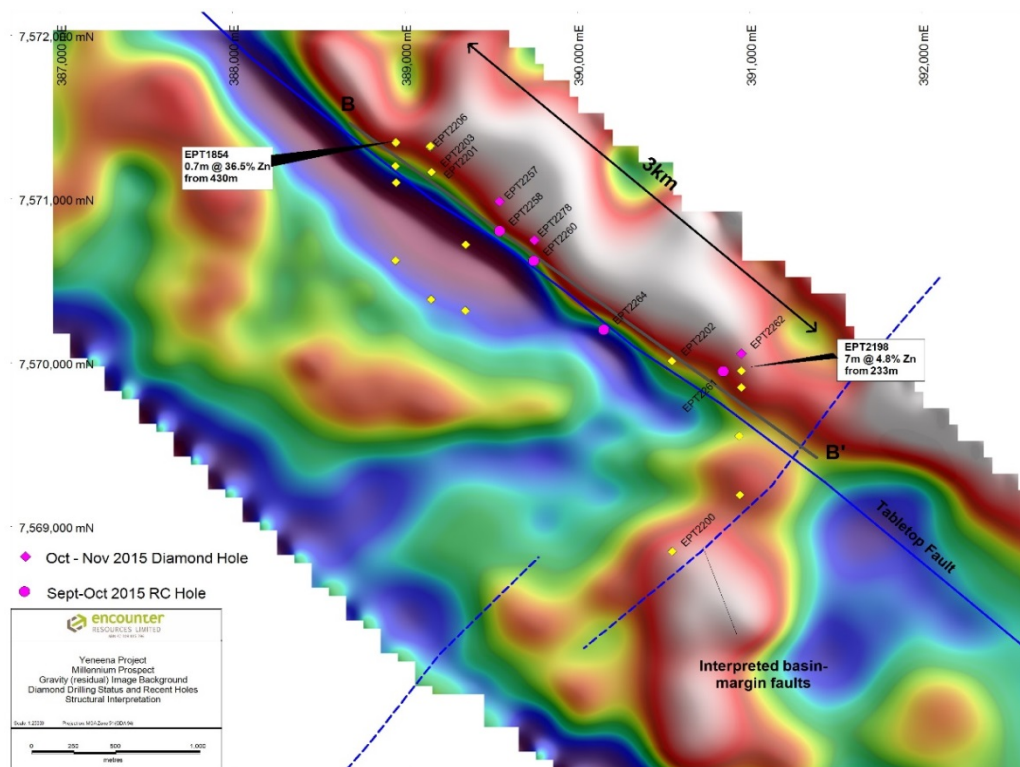 387,000 mE
388,000 mE
389,000 mE
390,000 mE
391,000 mE
392,000 mE
7,572,000 mN
7,571,000 mN
7,570,000 mN
7,569,000 mN
B
EPT1854
0.7m @ 36.5% Zn
from 430m
EPT2206
EPT2203
EPT2201
EPT2257
EPT2258
EPT2278
EPT2260
3km
EPT2264
EPT2202
EPT2262
EPT2261
EPT2198
7m @ 4.8% Zn
from 233m
B'
Tabletop Fault
EPT2200
Interpreted basin-
margin faults
Oct - Nov 2015 Diamond Hole
Sept-Oct 2015 RC Hole
encounter
RESOURCES LIMITED
Yeneena Project
Millennium Prospect
Gravity (residual) Image Background
Diamond Drilling Status and Recent Holes
Structural Interpretation
0 250 500 1,000
metres